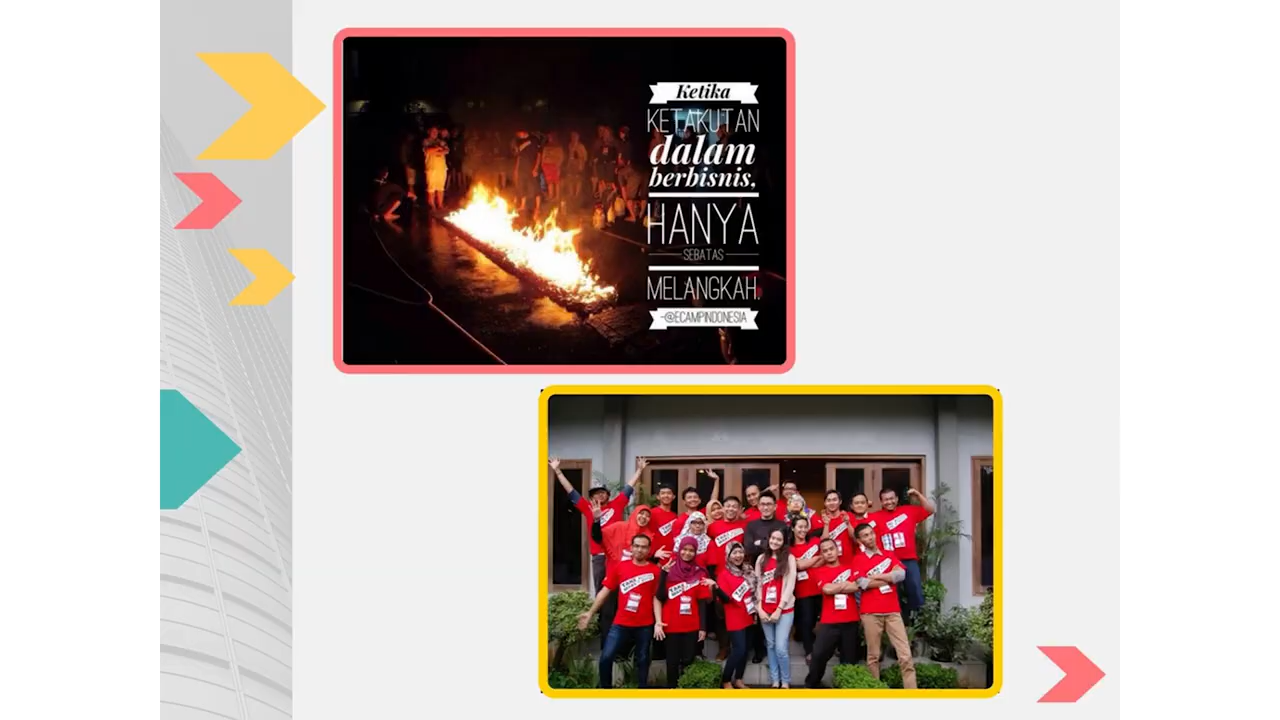 Ketika
KETAKUTAN
dalam
berbisnis,
HANYA
SEBATAS
MELANGKAH.
-@ECAMPINDONESIA